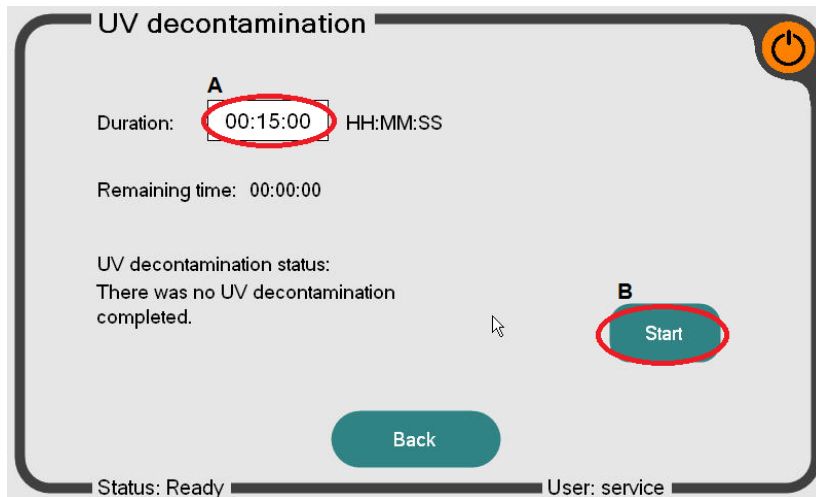 UV decontamination
A
Duration: 00:15:00 HH:MM:SS
Remaining time: 00:00:00
UV decontamination status:
There was no UV decontamination
completed.
B
Start
Back
Status: Ready User: service